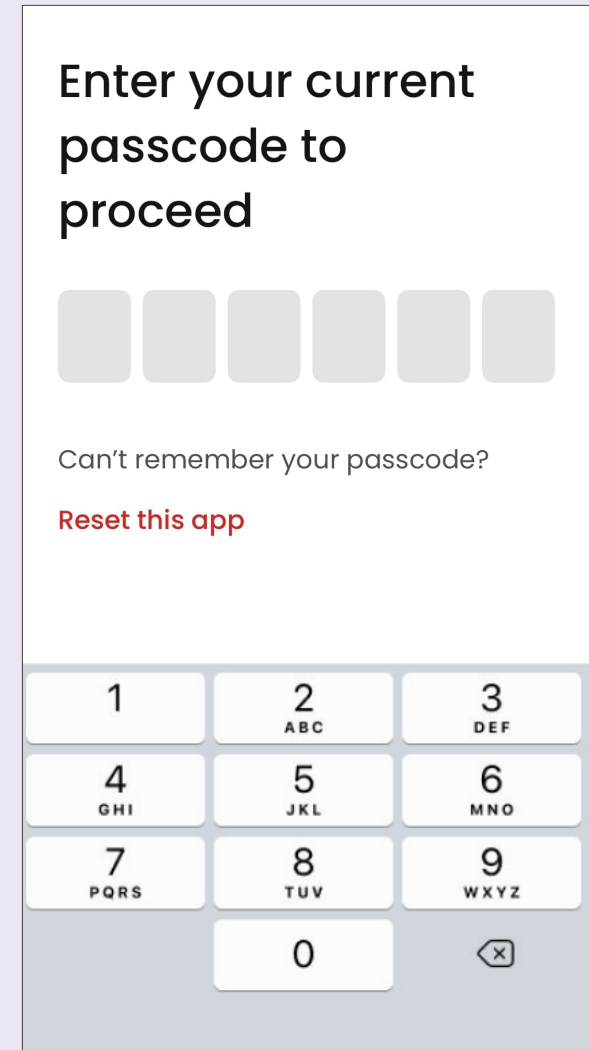 Enter your current
passcode to
proceed
Can’t remember your passcode?
Reset this app
1 2 3
ABC DEF
4 5 6
GHI JKL MNO
7 8 9
PQRS TUV WXYZ
0